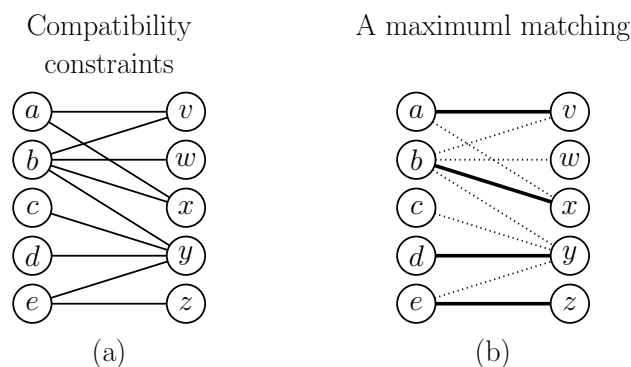 Compatibility
constraints
A maximuml matching
a
v
b
w
c
x
d
y
e
z
(a)
a
v
b
w
c
x
d
y
e
z
(b)